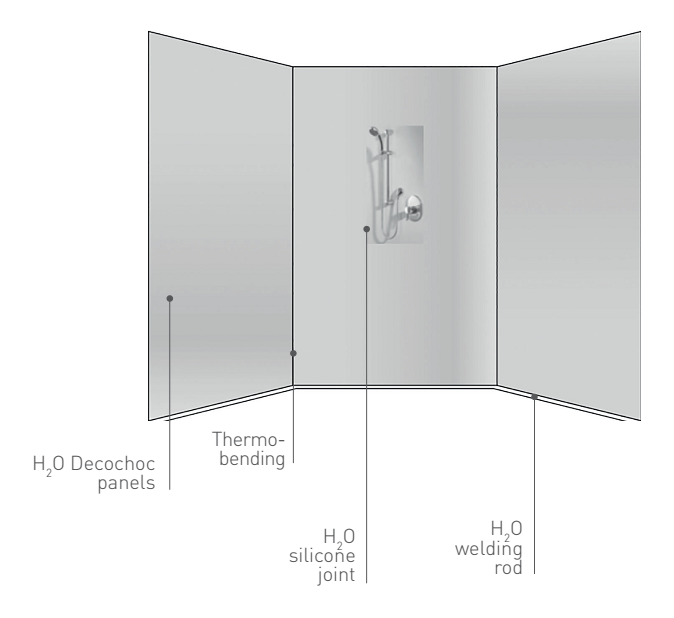 H₂O Decochoc
panels
Thermo-
bending
H₂O
silicone
joint
H₂O
welding
rod